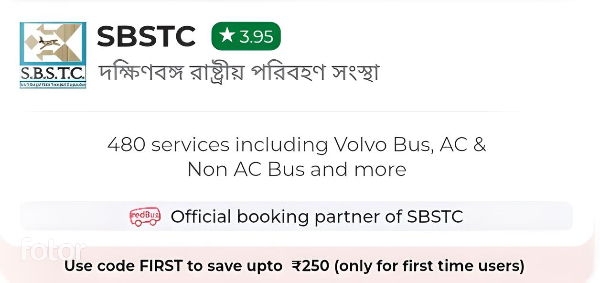 SBSTC ★ 3.95
S.B.S.T.C.
দক্ষিণবঙ্গ রাষ্ট্রীয় পরিবহণ সংস্থা
480 services including Volvo Bus, AC &
Non AC Bus and more
redBus Official booking partner of SBSTC
fotor
Use code FIRST to save upto ₹250 (only for first time users)